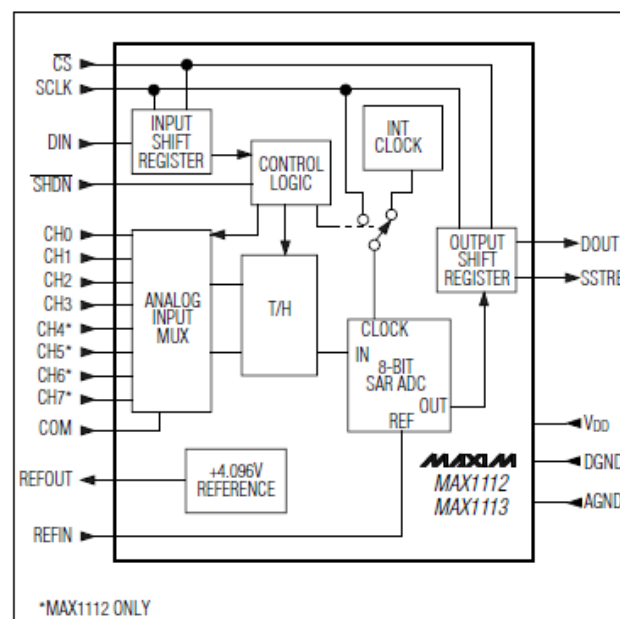 CS
SCLK
DIN
SHDN
CH0
CH1
CH2
CH3
CH4*
CH5*
CH6*
CH7*
COM
REFOUT
REFIN
INPUT
SHIFT
REGISTER
CONTROL
LOGIC
INT
CLOCK
ANALOG
INPUT
MUX
T/H
CLOCK
IN
8-BIT
SAR ADC
OUT
REF
OUTPUT
SHIFT
REGISTER
+4.096V
REFERENCE
DOUT
SSTRB
VDD
DGND
AGND
MAXIM
MAX1112
MAX1113
*MAX1112 ONLY